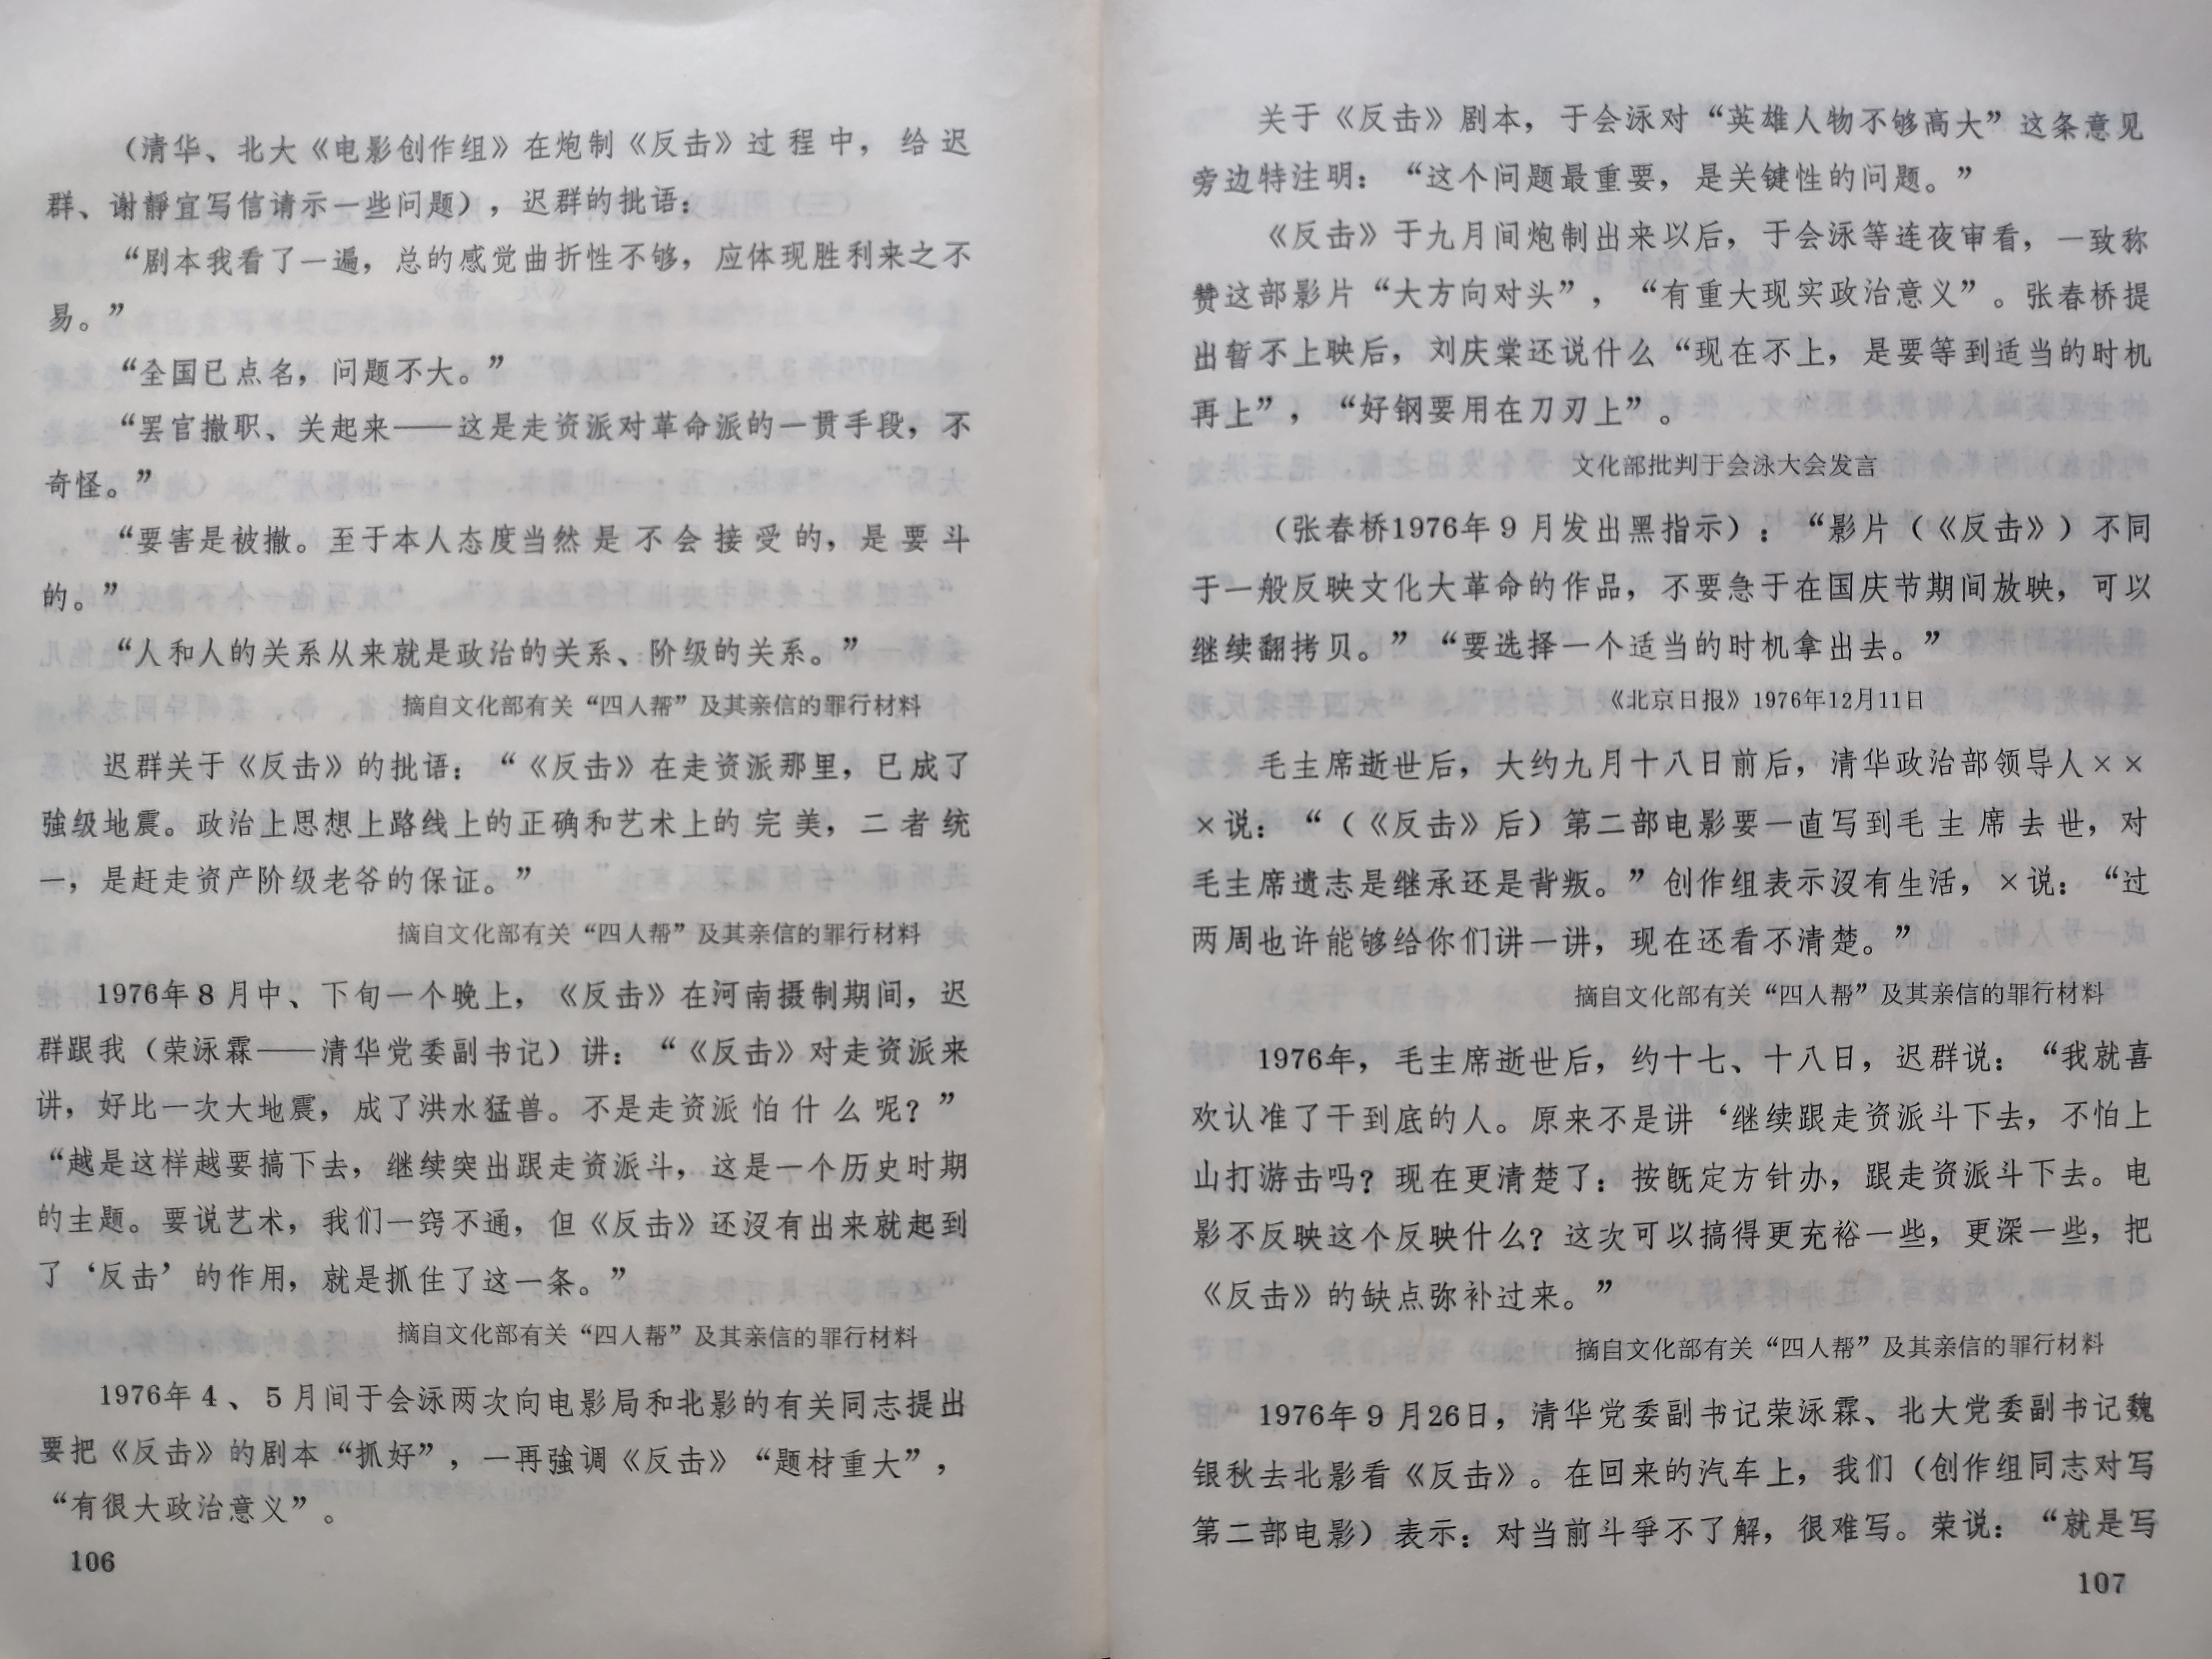 （清华、北大《电影创作组》在炮制《反击》过程中，给迟
群、谢静宜写信请示一些问题），迟群的批语：
“剧本我看了一遍，总的感觉曲折性不够，应体现胜利来之不
易。”
“全国已点名，问题不大。”
“罢官撤职、关起来——这是走资派对革命派的一贯手段，不
奇怪。”
“要害是被撤。至于本人态度当然是不会接受的，是要斗
的。”
“人和人的关系从来就是政治的关系、阶级的关系。”
摘自文化部有关“四人帮”及其亲信的罪行材料
迟群关于《反击》的批语：“《反击》在走资派那里，已成了
強级地震。政治上思想上路线上的正确和艺术上的完美，二者统
一，是赶走资产阶级老爷的保证。”
摘自文化部有关“四人帮”及其亲信的罪行材料
1976年8月中、下旬一个晚上，《反击》在河南摄制期间，迟
群跟我（荣泳霖——清华党委副书记）讲：“《反击》对走资派来
讲，好比一次大地震，成了洪水猛兽。不是走资派怕什么呢？”
“越是这样越要搞下去，继续突出跟走资派斗，这是一个历史时期
的主题。要说艺术，我们一窍不通，但《反击》还沒有出来就起到
了‘反击’的作用，就是抓住了这一条。”
摘自文化部有关“四人帮”及其亲信的罪行材料
1976年4、5月间于会泳两次向电影局和北影的有关同志提出
要把《反击》的剧本“抓好”，一再強调《反击》“题材重大”，
“有很大政治意义”。
106
关于《反击》剧本，于会泳对“英雄人物不够高大”这条意见
旁边特注明：“这个问题最重要，是关键性的问题。”
《反击》于九月间炮制出来以后，于会泳等连夜审看，一致称
赞这部影片“大方向对头”，“有重大现实政治意义”。张春桥提
出暂不上映后，刘庆棠还说什么“现在不上，是要等到适当的时机
再上”，“好钢要用在刀刃上”。
文化部批判于会泳大会发言
（张春桥1976年9月发出黑指示）：“影片（《反击》）不同
于一般反映文化大革命的作品，不要急于在国庆节期间放映，可以
继续翻拷贝。”“要选择一个适当的时机拿出去。”
《北京日报》1976年12月11日
毛主席逝世后，大约九月十八日前后，清华政治部领导人××
×说：“（《反击》后）第二部电影要一直写到毛主席去世，对
毛主席遗志是继承还是背叛。”创作组表示沒有生活，×说：“过
两周也许能够给你们讲一讲，现在还看不清楚。”
摘自文化部有关“四人帮”及其亲信的罪行材料
1976年，毛主席逝世后，约十七、十八日，迟群说：“我就喜
欢认准了干到底的人。原来不是讲‘继续跟走资派斗下去，不怕上
山打游击吗？现在更清楚了：按旣定方针办，跟走资派斗下去。电
影不反映这个反映什么？这次可以搞得更充裕一些，更深一些，把
《反击》的缺点弥补过来。”
摘自文化部有关“四人帮”及其亲信的罪行材料
1976年9月26日，清华党委副书记荣泳霖、北大党委副书记魏
银秋去北影看《反击》。在回来的汽车上，我们（创作组同志对写
第二部电影）表示：对当前斗爭不了解，很难写。荣说：“就是写
107